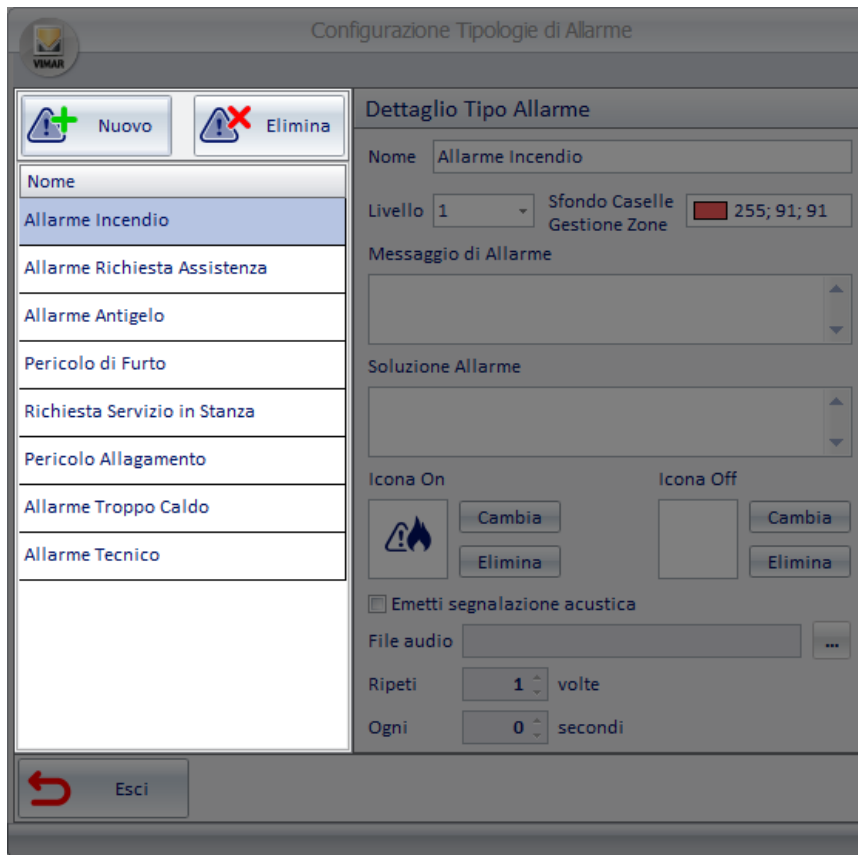 Configurazione Tipologie di Allarme
VIMAR
Nuovo
Elimina
Nome
Allarme Incendio
Allarme Richiesta Assistenza
Allarme Antigelo
Pericolo di Furto
Richiesta Servizio in Stanza
Pericolo Allagamento
Allarme Troppo Caldo
Allarme Tecnico
Dettaglio Tipo Allarme
Nome Allarme Incendio
Livello 1 Sfondo Caselle
Gestione Zone 255; 91; 91
Messaggio di Allarme
Soluzione Allarme
Icona On Icona Off
Cambia Cambia
Elimina Elimina
Emetti segnalazione acustica
File audio ...
Ripeti 1 volte
Ogni 0 secondi
Esci